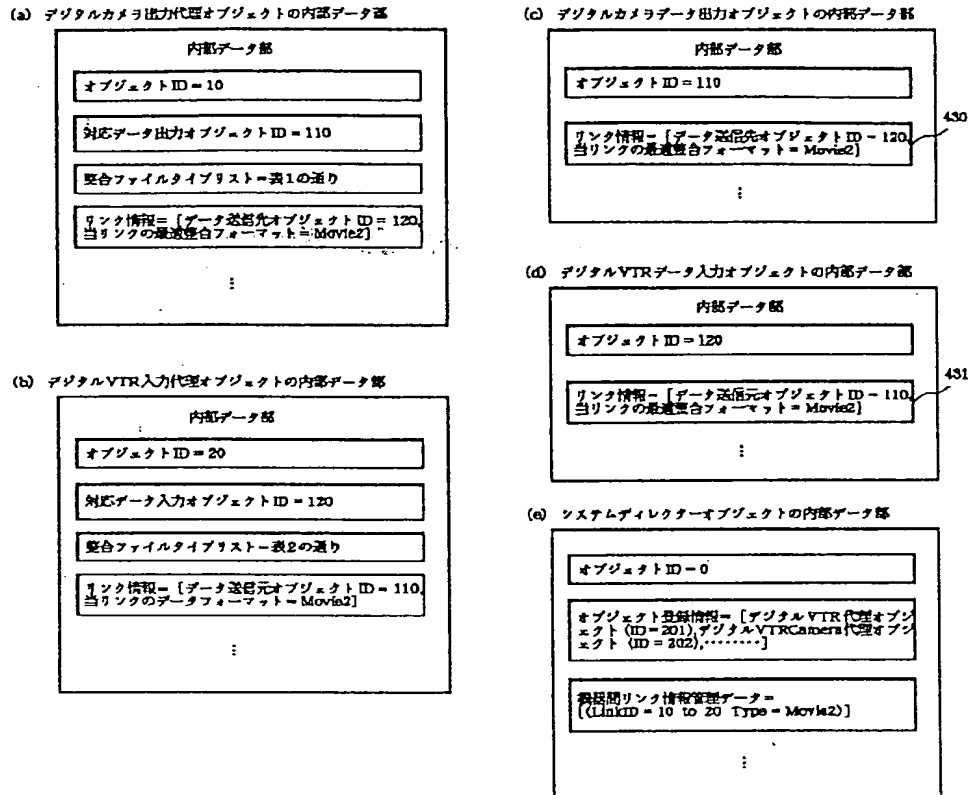 (a) デジタルカメラ出力代理オブジェクトの内部データ部
内部データ部
オブジェクトID=10
対応データ出力オブジェクトID=110
整合ファイルタイプリスト=表1の通り
リンク情報=[データ送信先オブジェクトID=120,
当リンクの最適整合フォーマット=Movie2]
⋮
(b) デジタルVTR入力代理オブジェクトの内部データ部
内部データ部
オブジェクトID=20
対応データ入力オブジェクトID=120
整合ファイルタイプリスト=表2の通り
リンク情報=[データ送信元オブジェクトID=110,
当リンクのデータフォーマット=Movie2]
⋮
(c) デジタルカメラデータ出力オブジェクトの内部データ部
内部データ部
オブジェクトID=110
430
リンク情報=[データ送信先オブジェクトID=120,
当リンクの最適整合フォーマット=Movie2]
⋮
(d) デジタルVTRデータ入力オブジェクトの内部データ部
内部データ部
オブジェクトID=120
431
リンク情報=[データ送信元オブジェクトID=110,
当リンクの最適整合フォーマット=Movie2]
⋮
(e) システムディレクターオブジェクトの内部データ部
オブジェクトID=0
オブジェクト登録情報=[デジタルVTR代理オブジ
ェクト(ID=201),デジタルVTRCamera代理オブジ
ェクト(ID=202),········]
機器間リンク情報管理データ=
[(LinkID=10 to 20 Type=Movie2)]
⋮